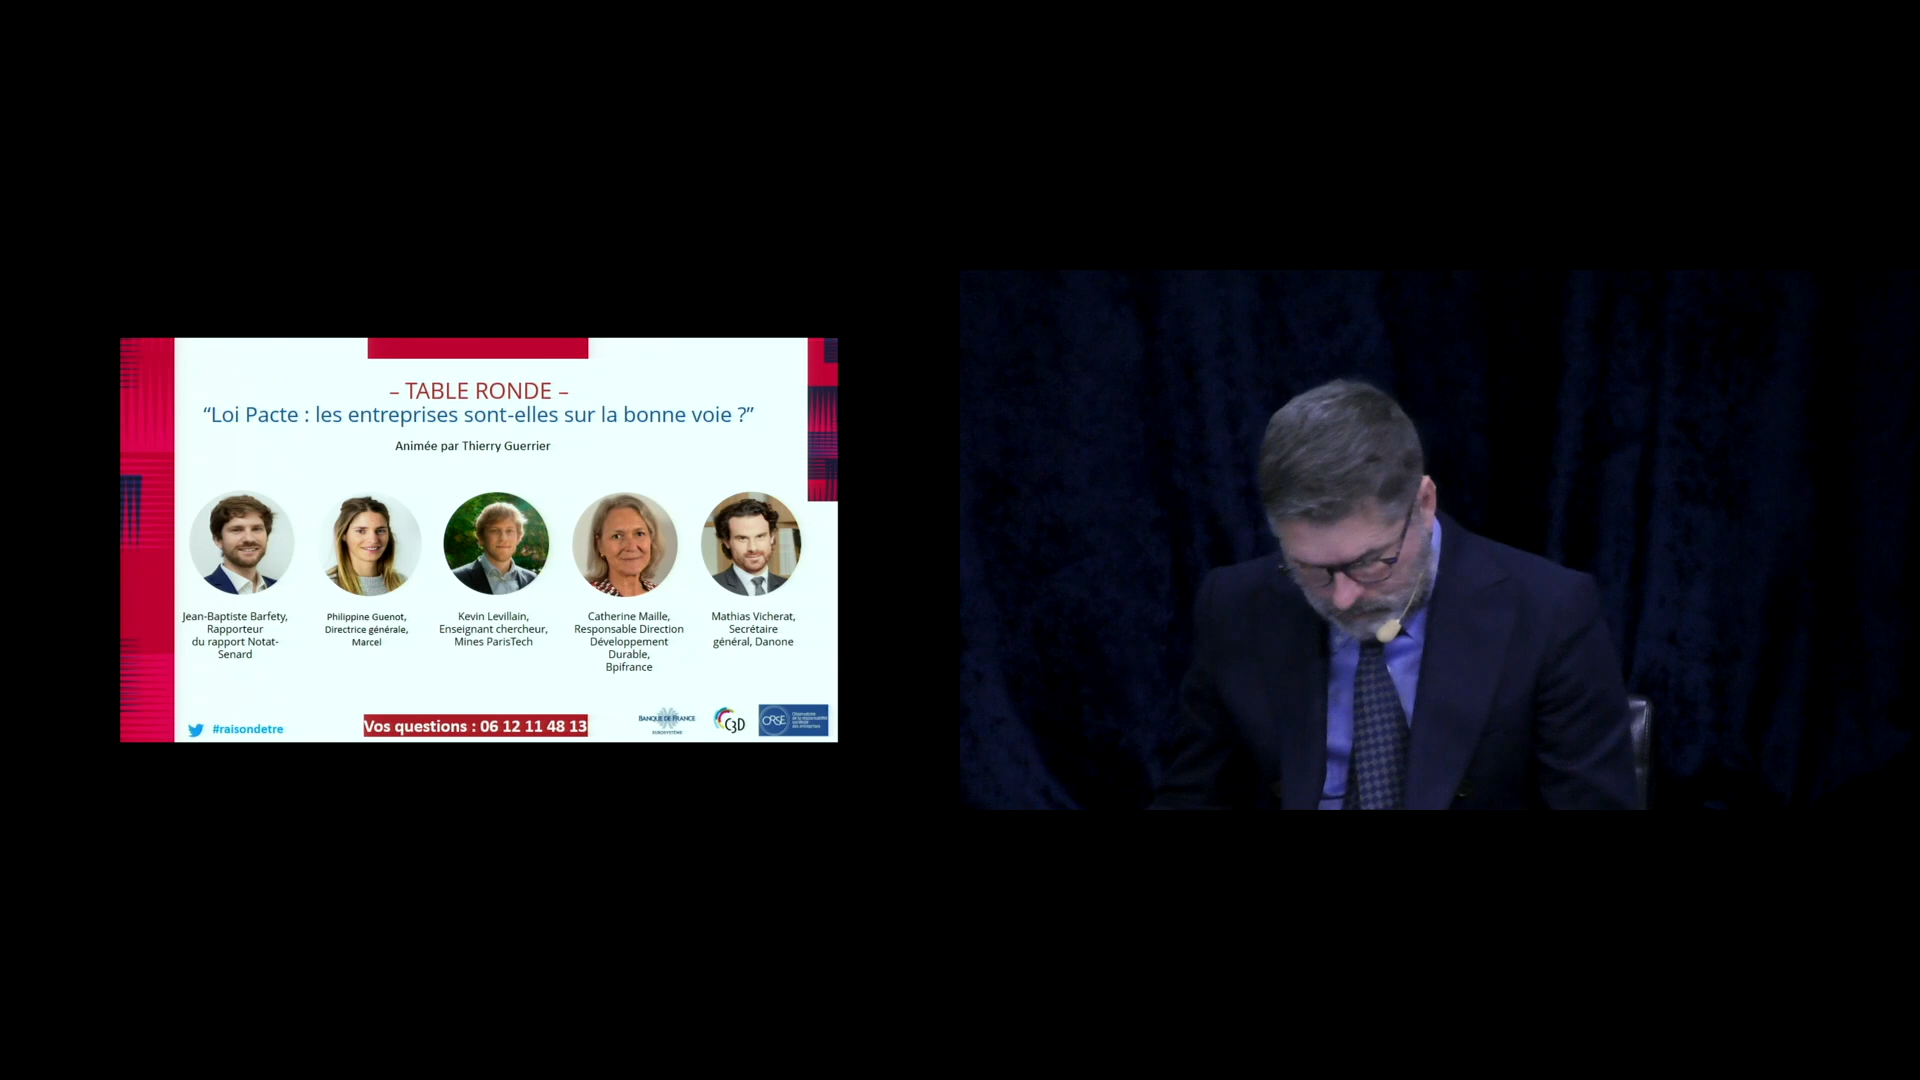 – TABLE RONDE –
“Loi Pacte : les entreprises sont-elles sur la bonne voie ?”
Animée par Thierry Guerrier
Jean-Baptiste Barfety,
Rapporteur
du rapport Notat-
Senard
Philippine Guenot,
Directrice générale,
Marcel
Kevin Levillain,
Enseignant chercheur,
Mines ParisTech
Catherine Maille,
Responsable Direction
Développement
Durable,
Bpifrance
Mathias Vicherat,
Secrétaire
général, Danone
#raisondetre
Vos questions : 06 12 11 48 13
BANQUE DE FRANCE
EUROSYSTÈME
C3D
ORSE